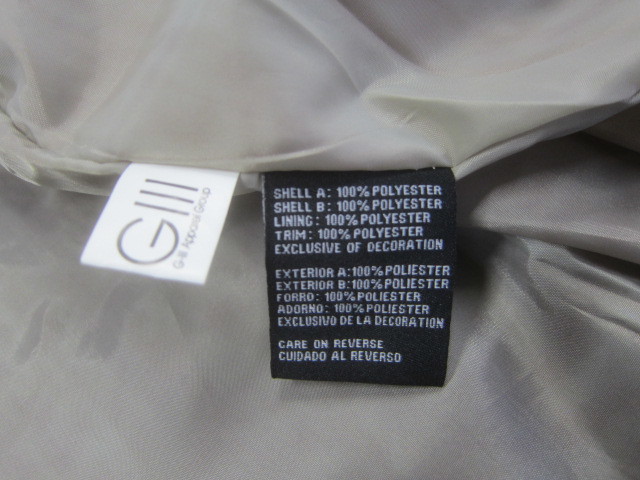 GIII
G-III Apparel Group
SHELL A: 100% POLYESTER
SHELL B: 100% POLYESTER
LINING: 100% POLYESTER
TRIM: 100% POLYESTER
EXCLUSIVE OF DECORATION
EXTERIOR A:100% POLIESTER
EXTERIOR B:100% POLIESTER
FORRO: 100% POLIESTER
ADORNO: 100% POLIESTER
EXCLUSIVO DE LA DECORATION
CARE ON REVERSE
CUIDADO AL REVERSO